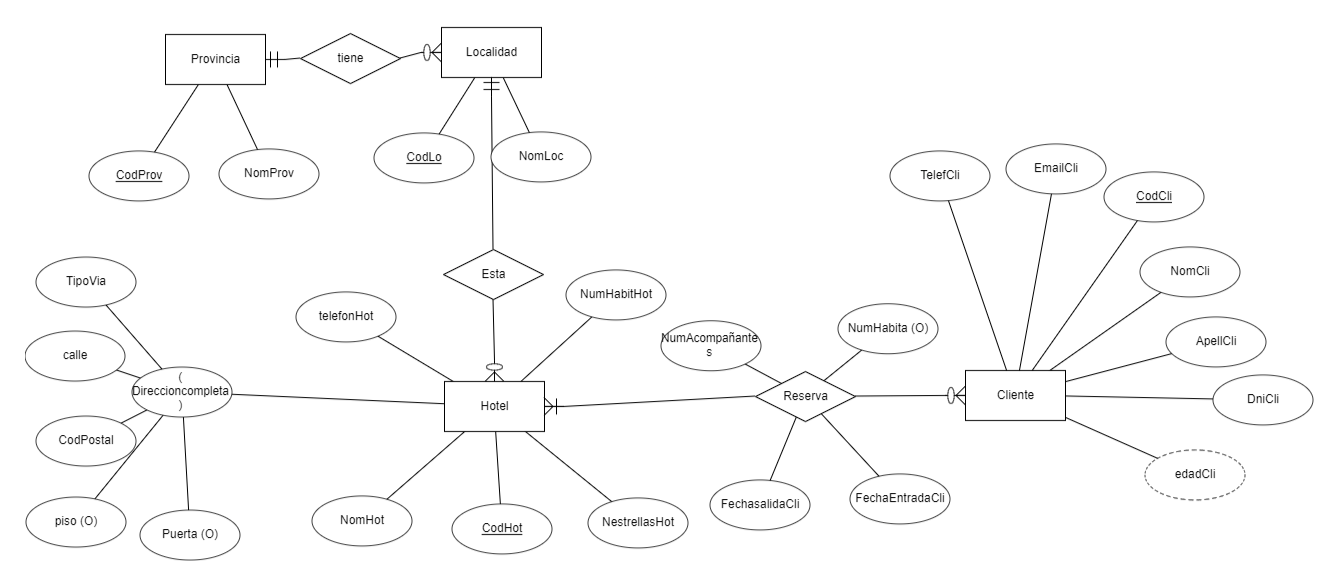 Provincia
tiene
Localidad
CodProv
NomProv
CodLo
NomLoc
TelefCli
EmailCli
CodCli
NomCli
ApellCli
DniCli
edadCli
Cliente
Esta
TipoVia
calle
(
Direccioncompleta
)
CodPostal
piso (O)
Puerta (O)
telefonHot
NumHabitHot
Hotel
NomHot
CodHot
NestrellasHot
NumAcompañante
s
NumHabita (O)
Reserva
FechasalidaCli
FechaEntradaCli